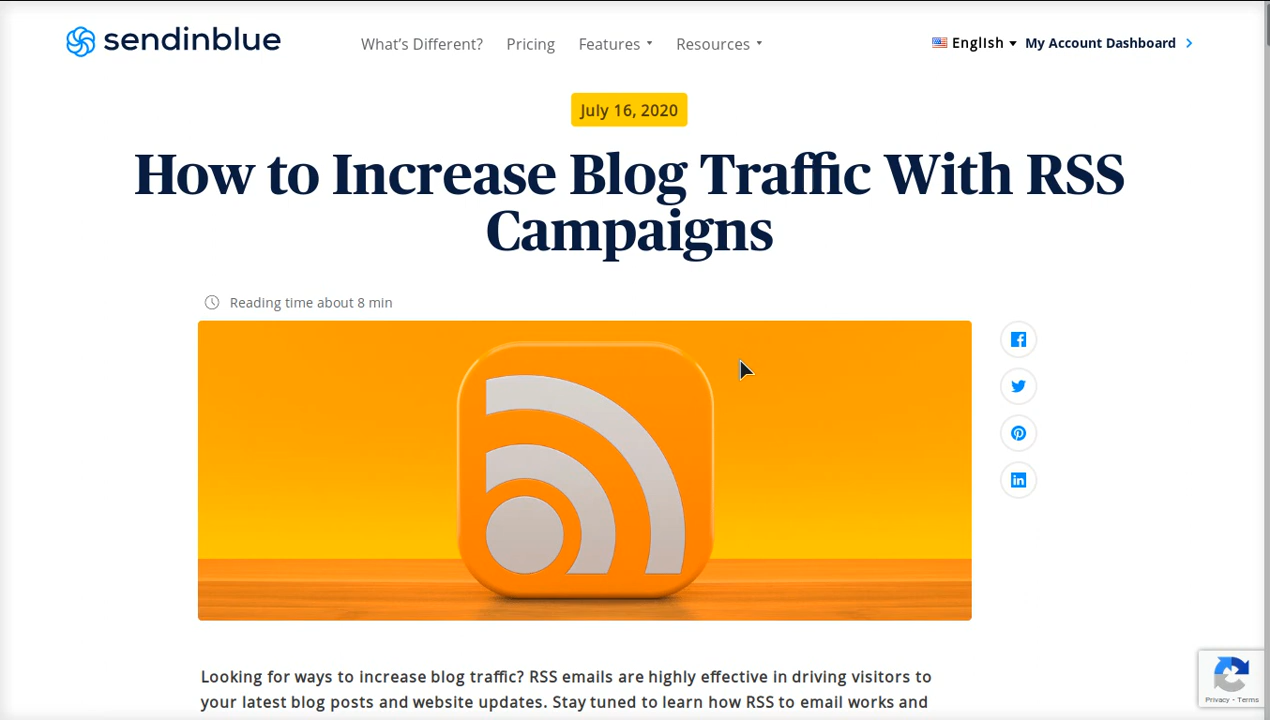 sendinblue
What's Different?
Pricing
Features
Resources
English
My Account Dashboard
July 16, 2020
How to Increase Blog Traffic With RSS
Campaigns
Reading time about 8 min
Looking for ways to increase blog traffic? RSS emails are highly effective in driving visitors to
your latest blog posts and website updates. Stay tuned to learn how RSS to email works and
Privacy - Terms